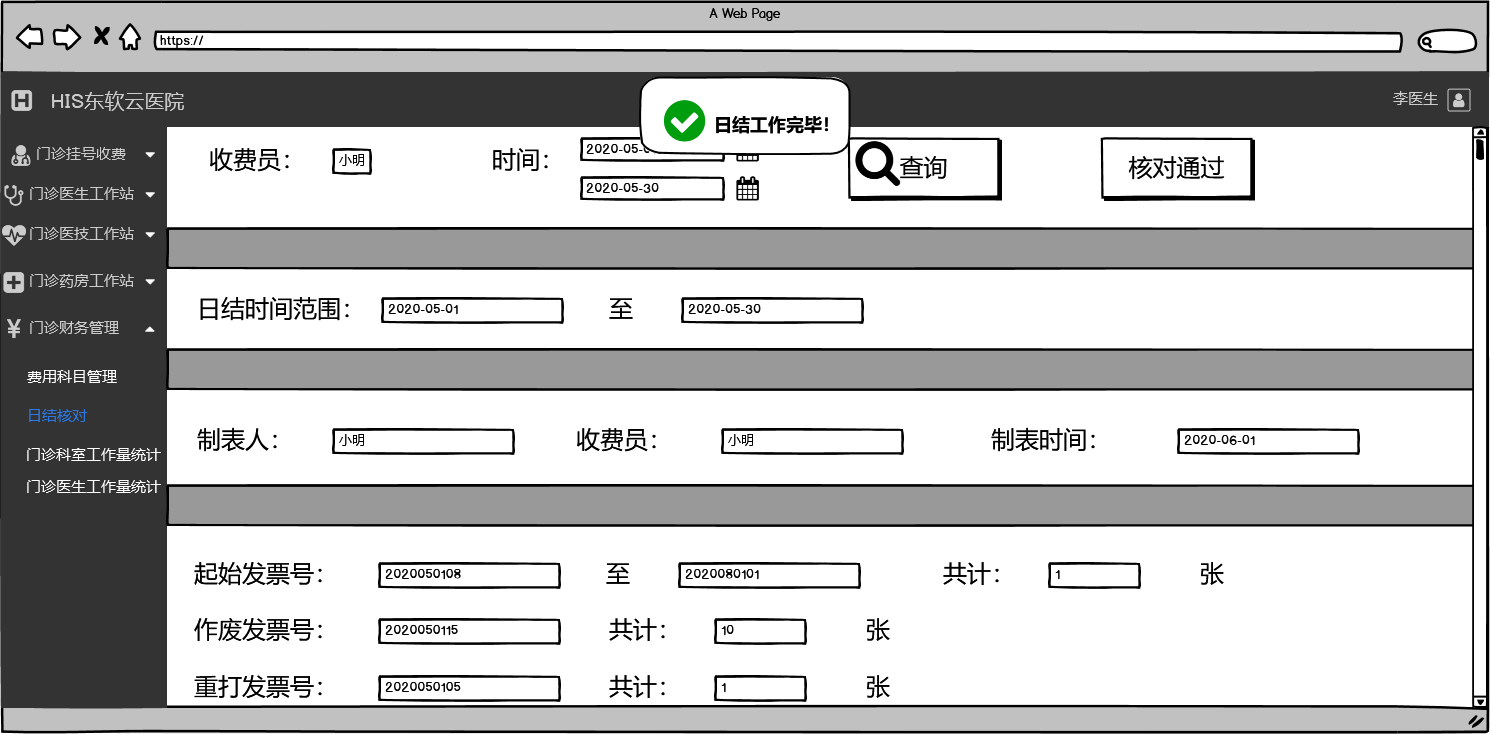 A Web Page
https://
HIS东软云医院
李医生
日结工作完毕!
门诊挂号收费
门诊医生工作站
门诊医技工作站
门诊药房工作站
门诊财务管理
费用科目管理
日结核对
门诊科室工作量统计
门诊医生工作量统计
收费员: 小明 时间: 2020-05- 查询 核对通过
2020-05-30
日结时间范围: 2020-05-01 至 2020-05-30
制表人: 小明 收费员: 小明 制表时间: 2020-06-01
起始发票号: 2020050108 至 2020080101 共计: 1 张
作废发票号: 2020050115 共计: 10 张
重打发票号: 2020050105 共计: 1 张